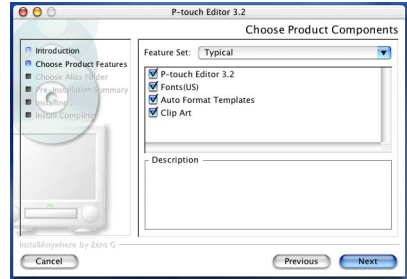 P-touch Editor 3.2
Choose Product Components
Introduction
Choose Product Features
Choose Alias Folder
Pre-Installation Summary
Installing...
Install Complete
Feature Set: Typical
P-touch Editor 3.2
Fonts(US)
Auto Format Templates
Clip Art
Description
InstallAnywhere by Zero G
Cancel Previous Next